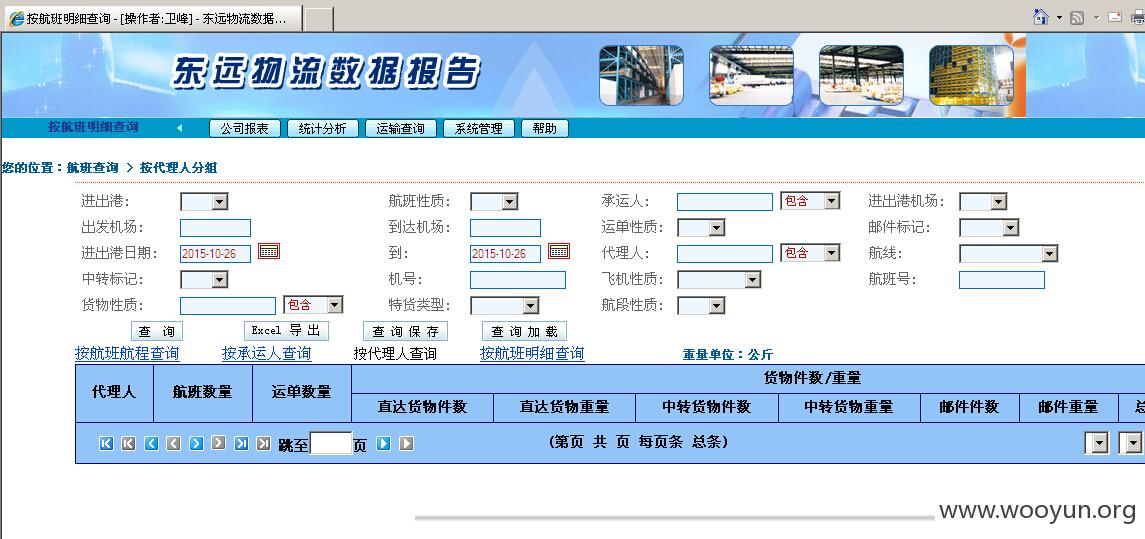 按航班明细查询 - [操作者:卫峰] - 东远物流数据...
东远物流数据报告
按航班明细查询 公司报表 统计分析 运输查询 系统管理 帮助
您的位置：航班查询 > 按代理人分组
进出港: 航班性质: 承运人: 包含 进出港机场:
出发机场: 到达机场: 运单性质: 邮件标记:
进出港日期: 2015-10-26 到: 2015-10-26 代理人: 包含 航线:
中转标记: 机号: 飞机性质: 航班号:
货物性质: 包含 特货类型: 航段性质:
查 询 Excel 导出 查询保存 查询加载
按航班航程查询 按承运人查询 按代理人查询 按航班明细查询 重量单位：公斤
代理人 航班数量 运单数量 货物件数/重量
直达货物件数 直达货物重量 中转货物件数 中转货物重量 邮件件数 邮件重量 总
跳至 页 (第页 共 页 每页条 总条)
www.wooyun.org